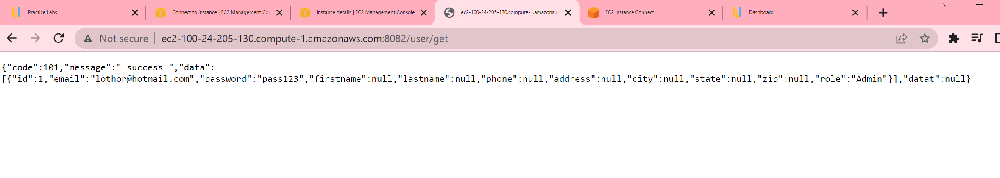 Practice Labs
Connect to instance | EC2 Management Cor
Instance details | EC2 Management Console
ec2-100-24-205-130.compute-1.amazonaw
EC2 Instance Connect
Dashboard
Not secure ec2-100-24-205-130.compute-1.amazonaws.com:8082/user/get
{"code":101,"message":" success ","data":
[{"id":1,"email":"lothor@hotmail.com","password":"pass123","firstname":null,"lastname":null,"phone":null,"address":null,"city":null,"state":null,"zip":null,"role":"Admin"}],"datat":null}